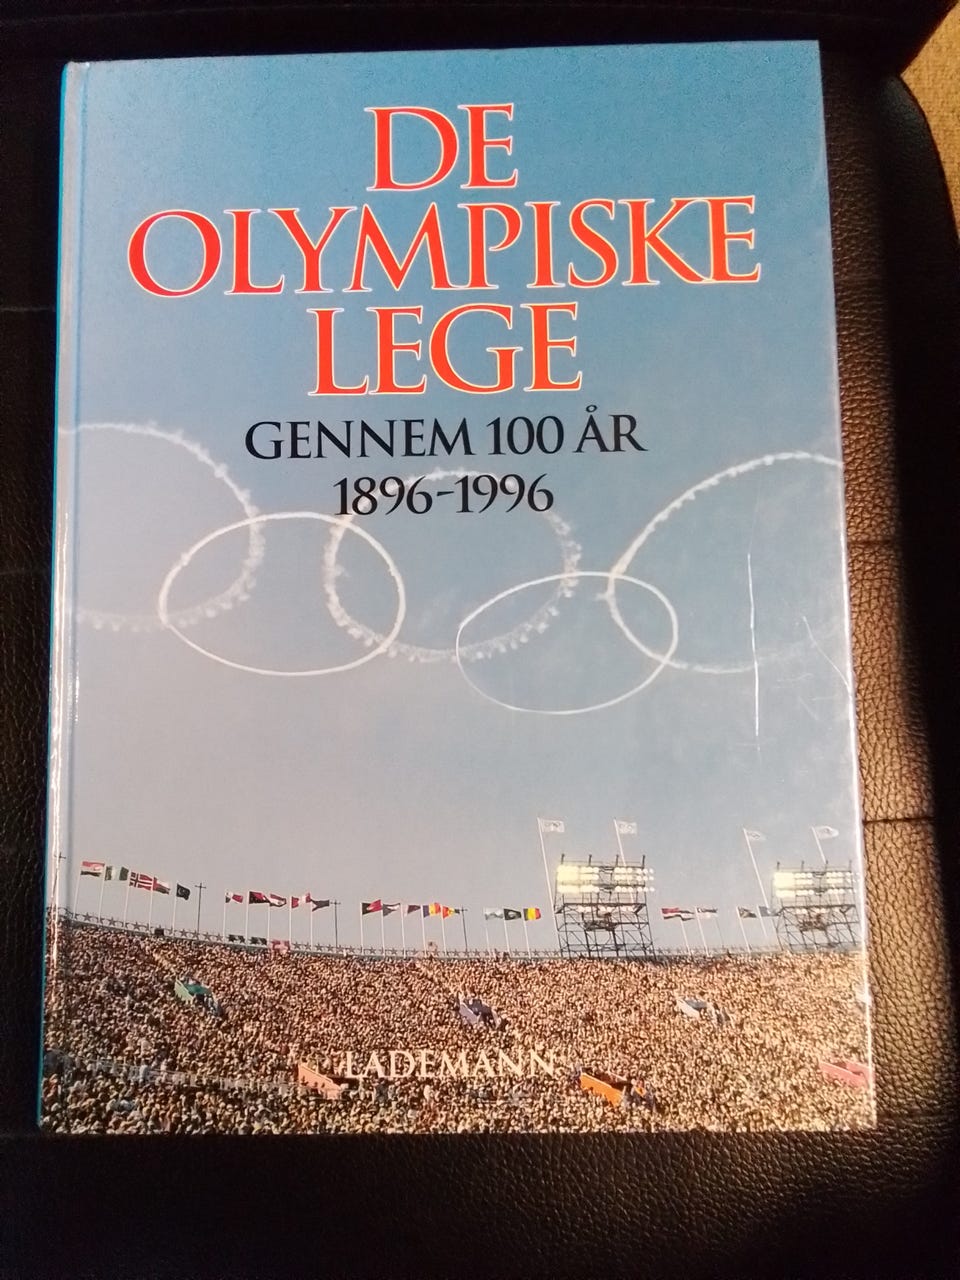 DE
OLYMPISKE
LEGE
GENNEM 100 ÅR
1896-1996
LADEMANN